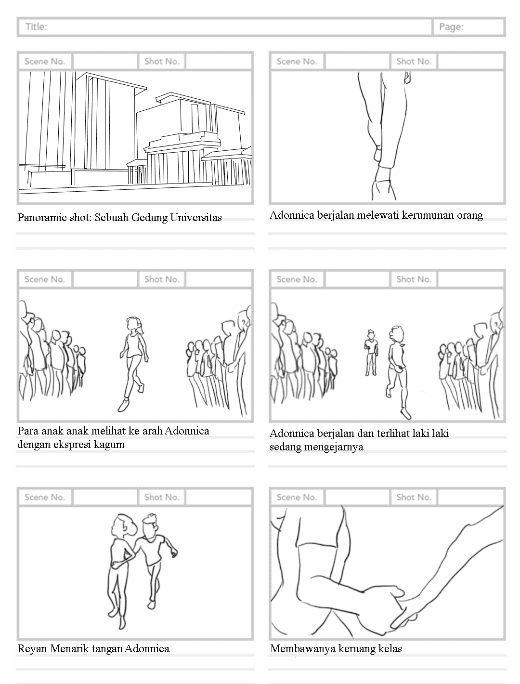 Title:
Page:
Scene No.
Shot No.
Scene No.
Shot No.
Panoramic shot: Sebuah Gedung Universitas
Adonnica berjalan melewati kerumunan orang
Scene No.
Shot No.
Scene No.
Shot No.
Para anak anak melihat ke arah Adonnica
dengan ekspresi kagum
Adonnica berjalan dan terlihat laki laki
sedang mengejarnya
Scene No.
Shot No.
Scene No.
Shot No.
Reyan Menarik tangan Adonnica
Membawanya keruang kelas